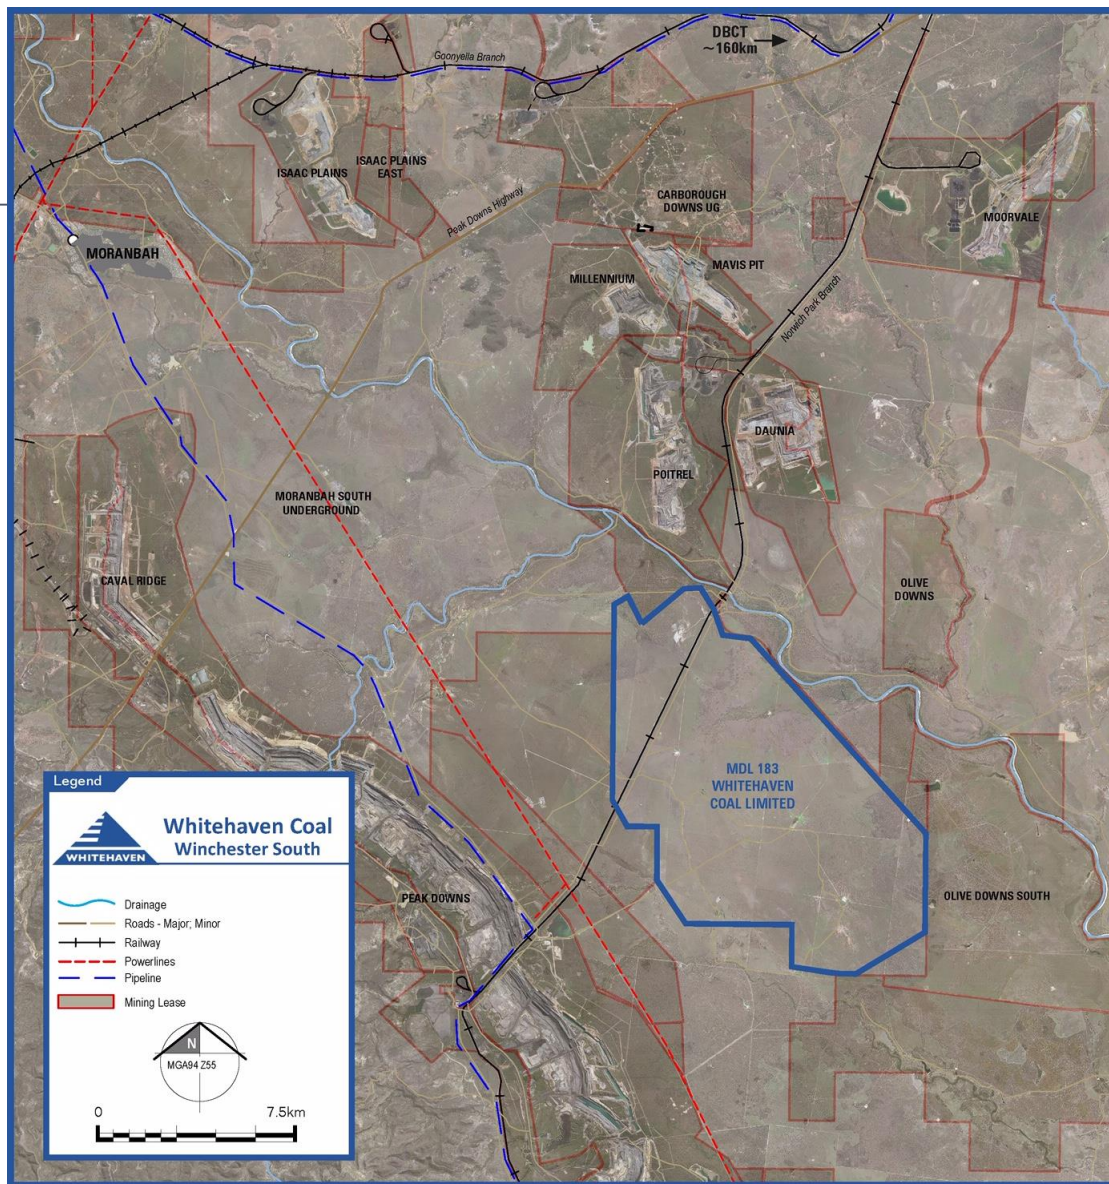 DBCT
~160km
Goonyella Branch
ISAAC PLAINS
ISAAC PLAINS
EAST
Peak Downs Highway
CARBOROUGH
DOWNS UG
MOORVALE
MORANBAH
MILLENNIUM
MAVIS PIT
Norwich Park Branch
DAUNIA
POITREL
MORANBAH SOUTH
UNDERGROUND
CAVAL RIDGE
OLIVE
DOWNS
MDL 183
WHITEHAVEN
COAL LIMITED
PEAK DOWNS
OLIVE DOWNS SOUTH
Legend
WHITEHAVEN
Whitehaven Coal
Winchester South
Drainage
Roads - Major; Minor
Railway
Powerlines
Pipeline
Mining Lease
N
MGA94 Z55
0 7.5km